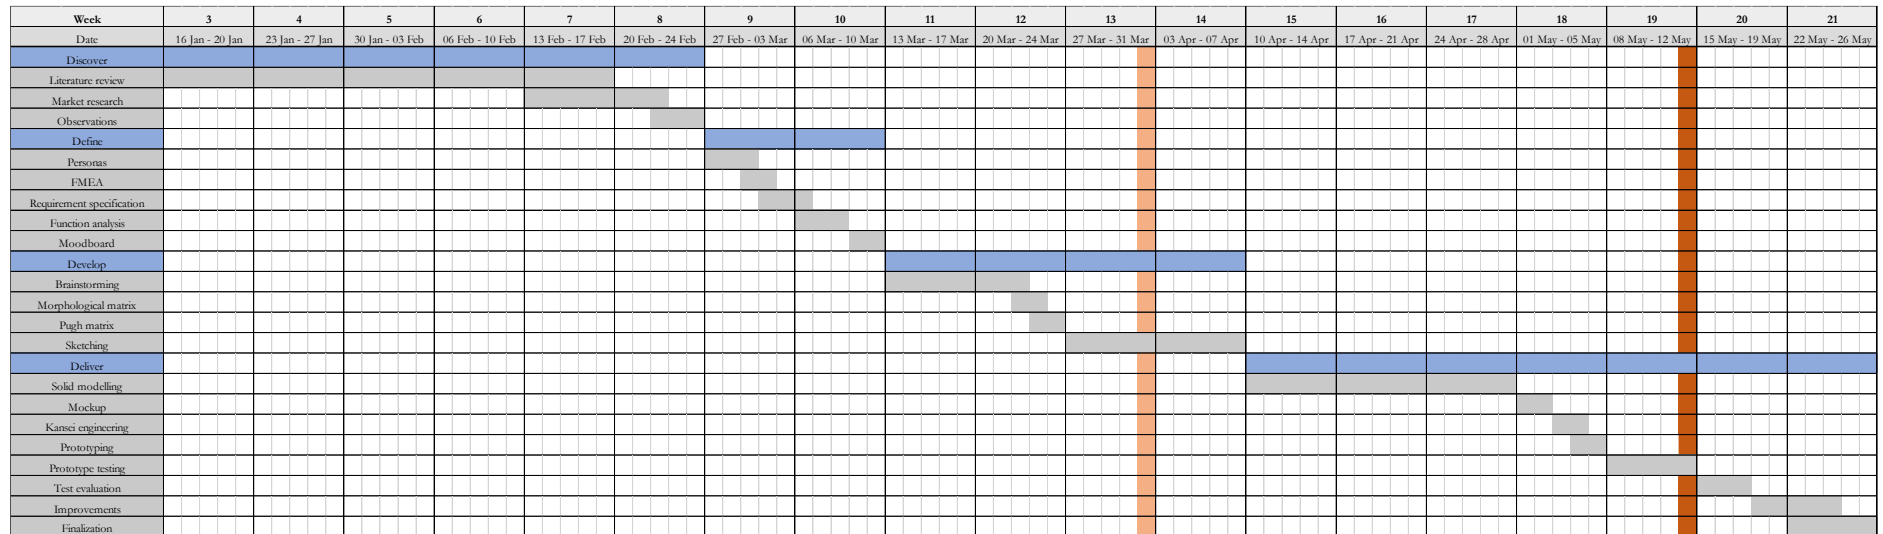 Week 3 4 5 6 7 8 9 10 11 12 13 14 15 16 17 18 19 20 21
Date 16 Jan - 20 Jan 23 Jan - 27 Jan 30 Jan - 03 Feb 06 Feb - 10 Feb 13 Feb - 17 Feb 20 Feb - 24 Feb 27 Feb - 03 Mar 06 Mar - 10 Mar 13 Mar - 17 Mar 20 Mar - 24 Mar 27 Mar - 31 Mar 03 Apr - 07 Apr 10 Apr - 14 Apr 17 Apr - 21 Apr 24 Apr - 28 Apr 01 May - 05 May 08 May - 12 May 15 May - 19 May 22 May - 26 May
Discover
Literature review
Market research
Observations
Define
Personas
FMEA
Requirement specification
Function analysis
Moodboard
Develop
Brainstorming
Morphological matrix
Pugh matrix
Sketching
Deliver
Solid modelling
Mockup
Kansei engineering
Prototyping
Prototype testing
Test evaluation
Improvements
Finalization